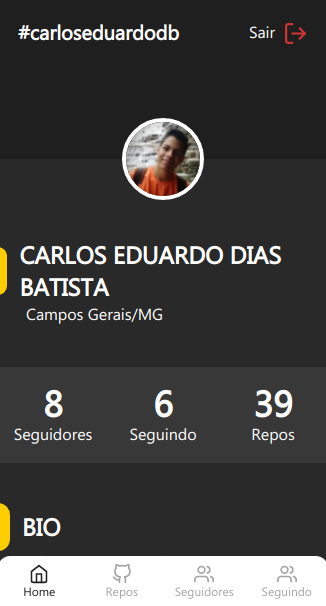 #carloseduardodb
Sair
CARLOS EDUARDO DIAS
BATISTA
Campos Gerais/MG
8 6 39
Seguidores Seguindo Repos
BIO
Home Repos Seguidores Seguindo